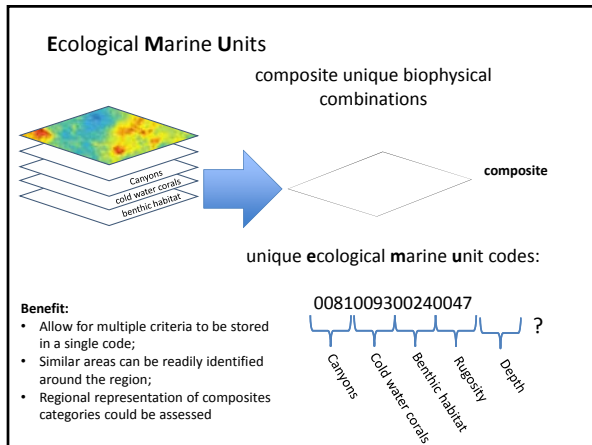 Ecological Marine Units
composite unique biophysical
combinations
Canyons
cold water corals
benthic habitat
composite
unique ecological marine unit codes:
Benefit:
• Allow for multiple criteria to be stored
in a single code;
• Similar areas can be readily identified
around the region;
• Regional representation of composites
categories could be assessed
0081009300240047
?
Canyons
Cold water corals
Benthic habitat
Rugosity
Depth